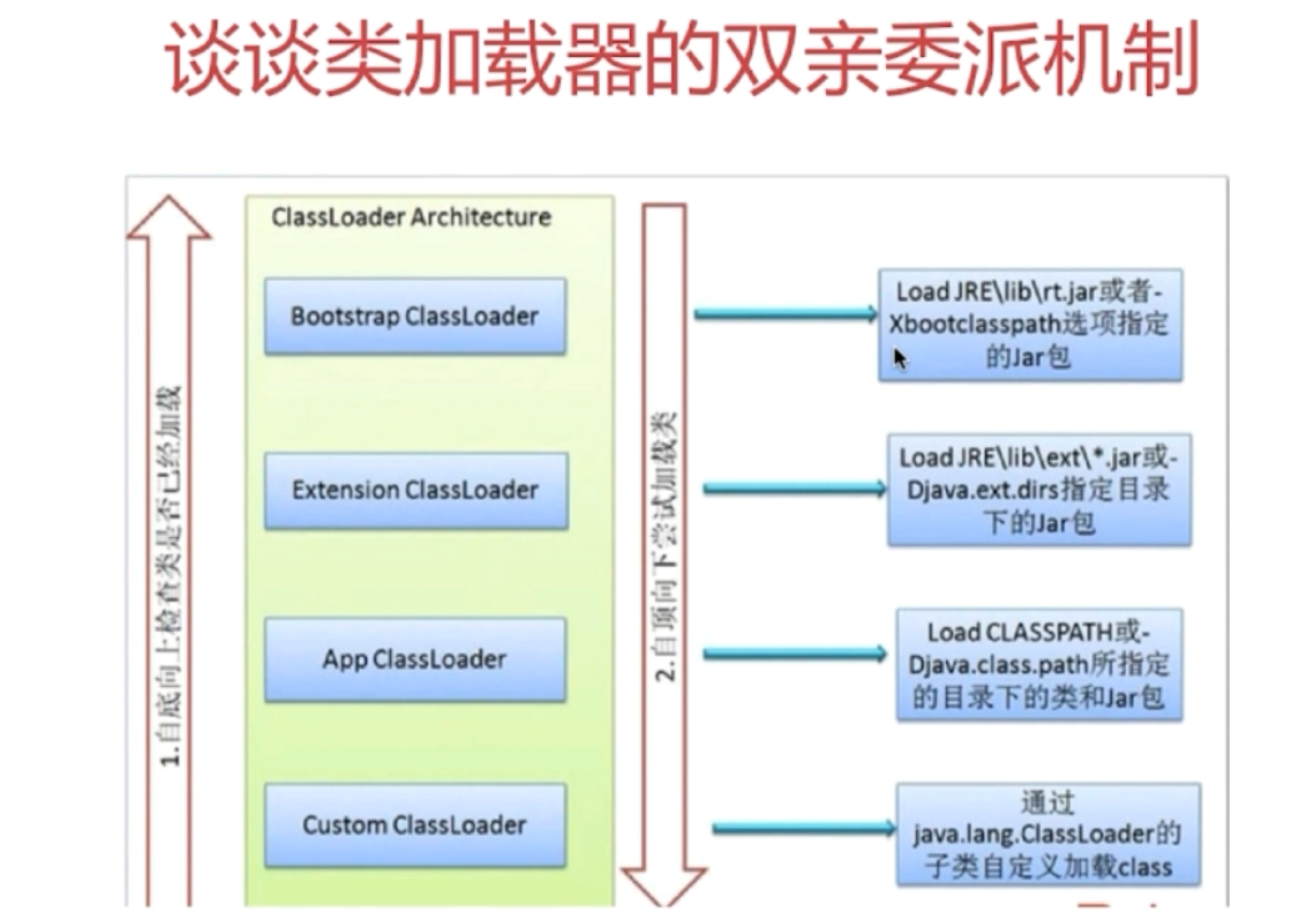 谈谈类加载器的双亲委派机制
ClassLoader Architecture
1.自底向上检查类是否已经加载
2.自顶向下尝试加载类
Bootstrap ClassLoader
Load JRE\lib\rt.jar或者-
Xbootclasspath选项指定
的Jar包
Extension ClassLoader
Load JRE\lib\ext\*.jar或-
Djava.ext.dirs指定目录
下的Jar包
App ClassLoader
Load CLASSPATH或-
Djava.class.path所指定
的目录下的类和Jar包
Custom ClassLoader
通过
java.lang.ClassLoader的
子类自定义加载class